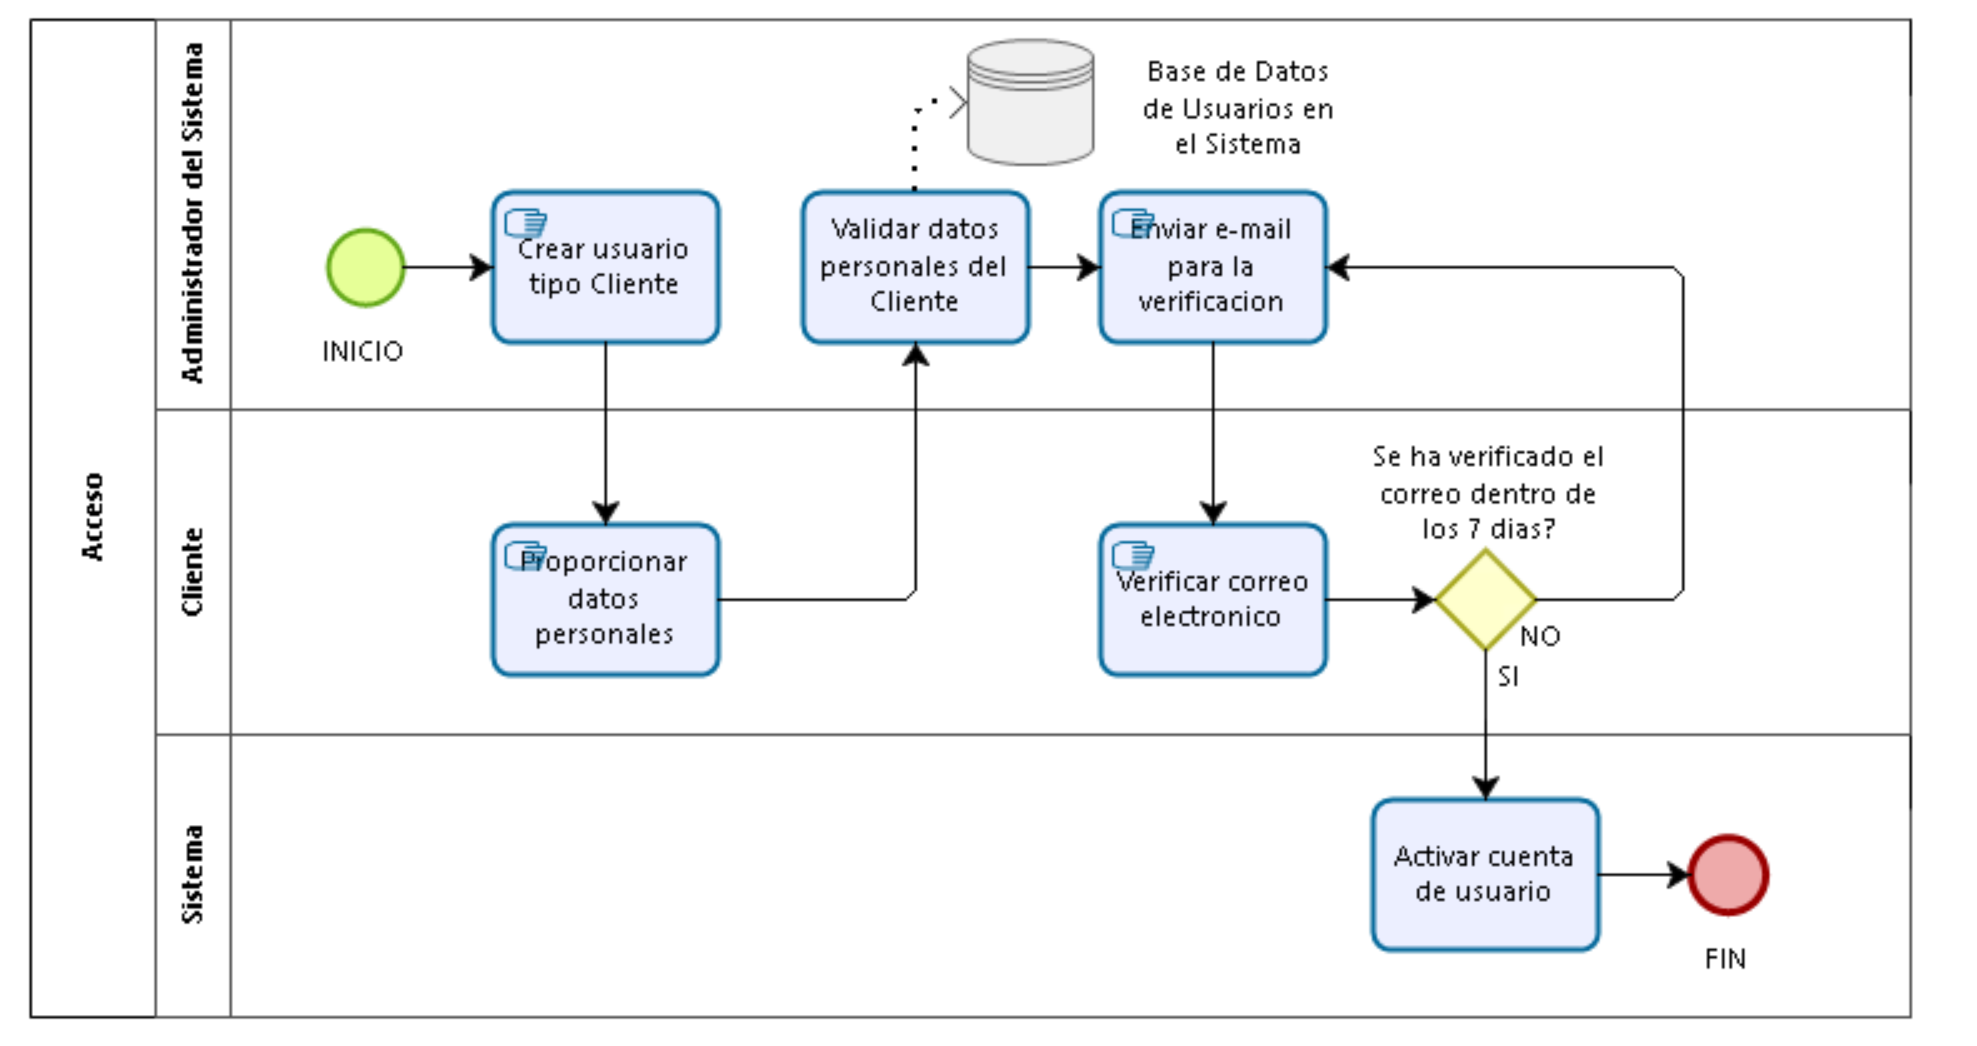 Acceso
Administrador del Sistema
Base de Datos
de Usuarios en
el Sistema
INICIO
Crear usuario
tipo Cliente
Validar datos
personales del
Cliente
Enviar e-mail
para la
verificacion
Cliente
Proporcionar
datos
personales
Verificar correo
electronico
Se ha verificado el
correo dentro de
los 7 dias?
NO
SI
Sistema
Activar cuenta
de usuario
FIN